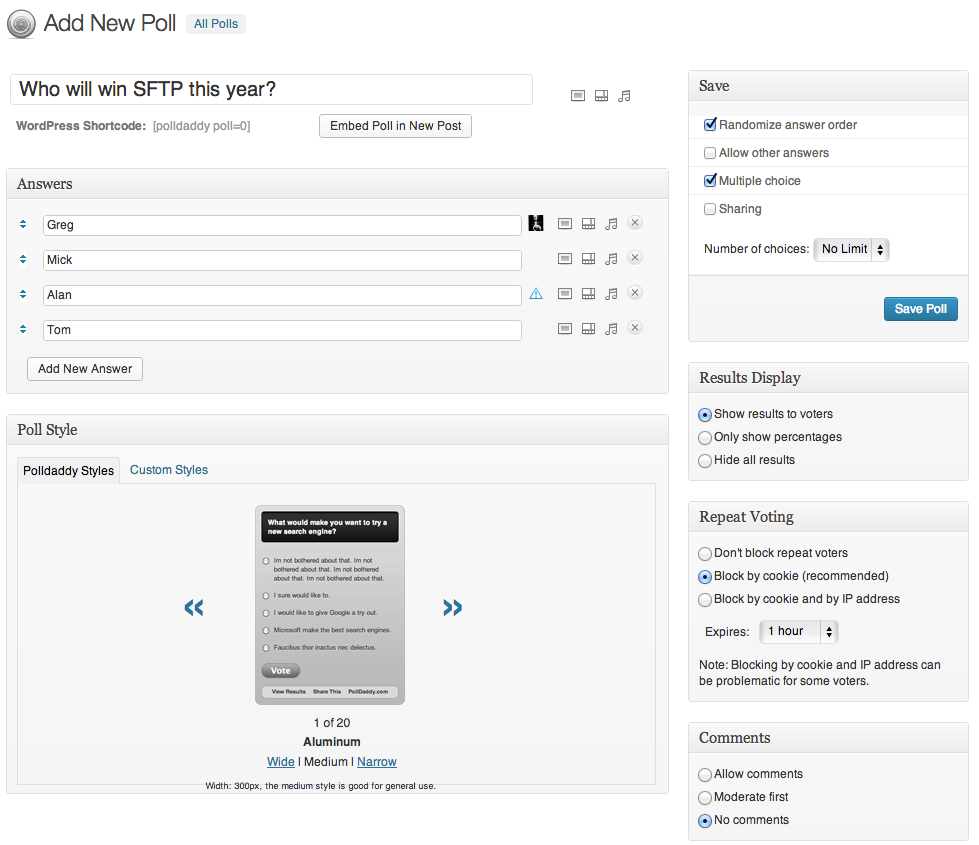 Add New Poll All Polls
Who will win SFTP this year?
WordPress Shortcode: [polldaddy poll=0] Embed Poll in New Post
Answers
Greg
Mick
Alan
Tom
Add New Answer
Poll Style
Polldaddy Styles Custom Styles
What would make you want to try a
new search engine?
Im not bothered about that. Im not
bothered about that. Im not bothered
about that. Im not bothered about that.
I sure would like to.
I would like to give Google a try out.
Microsoft make the best search engines.
Faucibus thor inactus nec delectus.
Vote
View Results Share This PollDaddy.com
« »
1 of 20
Aluminum
Wide | Medium | Narrow
Width: 300px, the medium style is good for general use.
Save
Randomize answer order
Allow other answers
Multiple choice
Sharing
Number of choices: No Limit
Save Poll
Results Display
Show results to voters
Only show percentages
Hide all results
Repeat Voting
Don't block repeat voters
Block by cookie (recommended)
Block by cookie and by IP address
Expires: 1 hour
Note: Blocking by cookie and IP address can
be problematic for some voters.
Comments
Allow comments
Moderate first
No comments